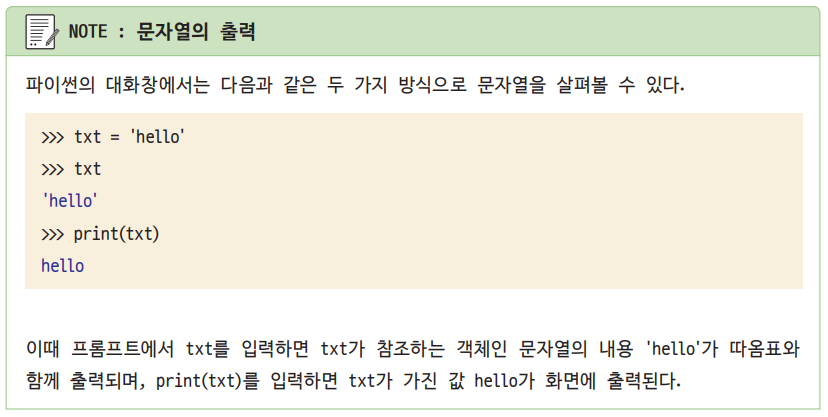 NOTE : 문자열의 출력
파이썬의 대화창에서는 다음과 같은 두 가지 방식으로 문자열을 살펴볼 수 있다.
>>> txt = 'hello'
>>> txt
'hello'
>>> print(txt)
hello
이때 프롬프트에서 txt를 입력하면 txt가 참조하는 객체인 문자열의 내용 'hello'가 따옴표와
함께 출력되며, print(txt)를 입력하면 txt가 가진 값 hello가 화면에 출력된다.